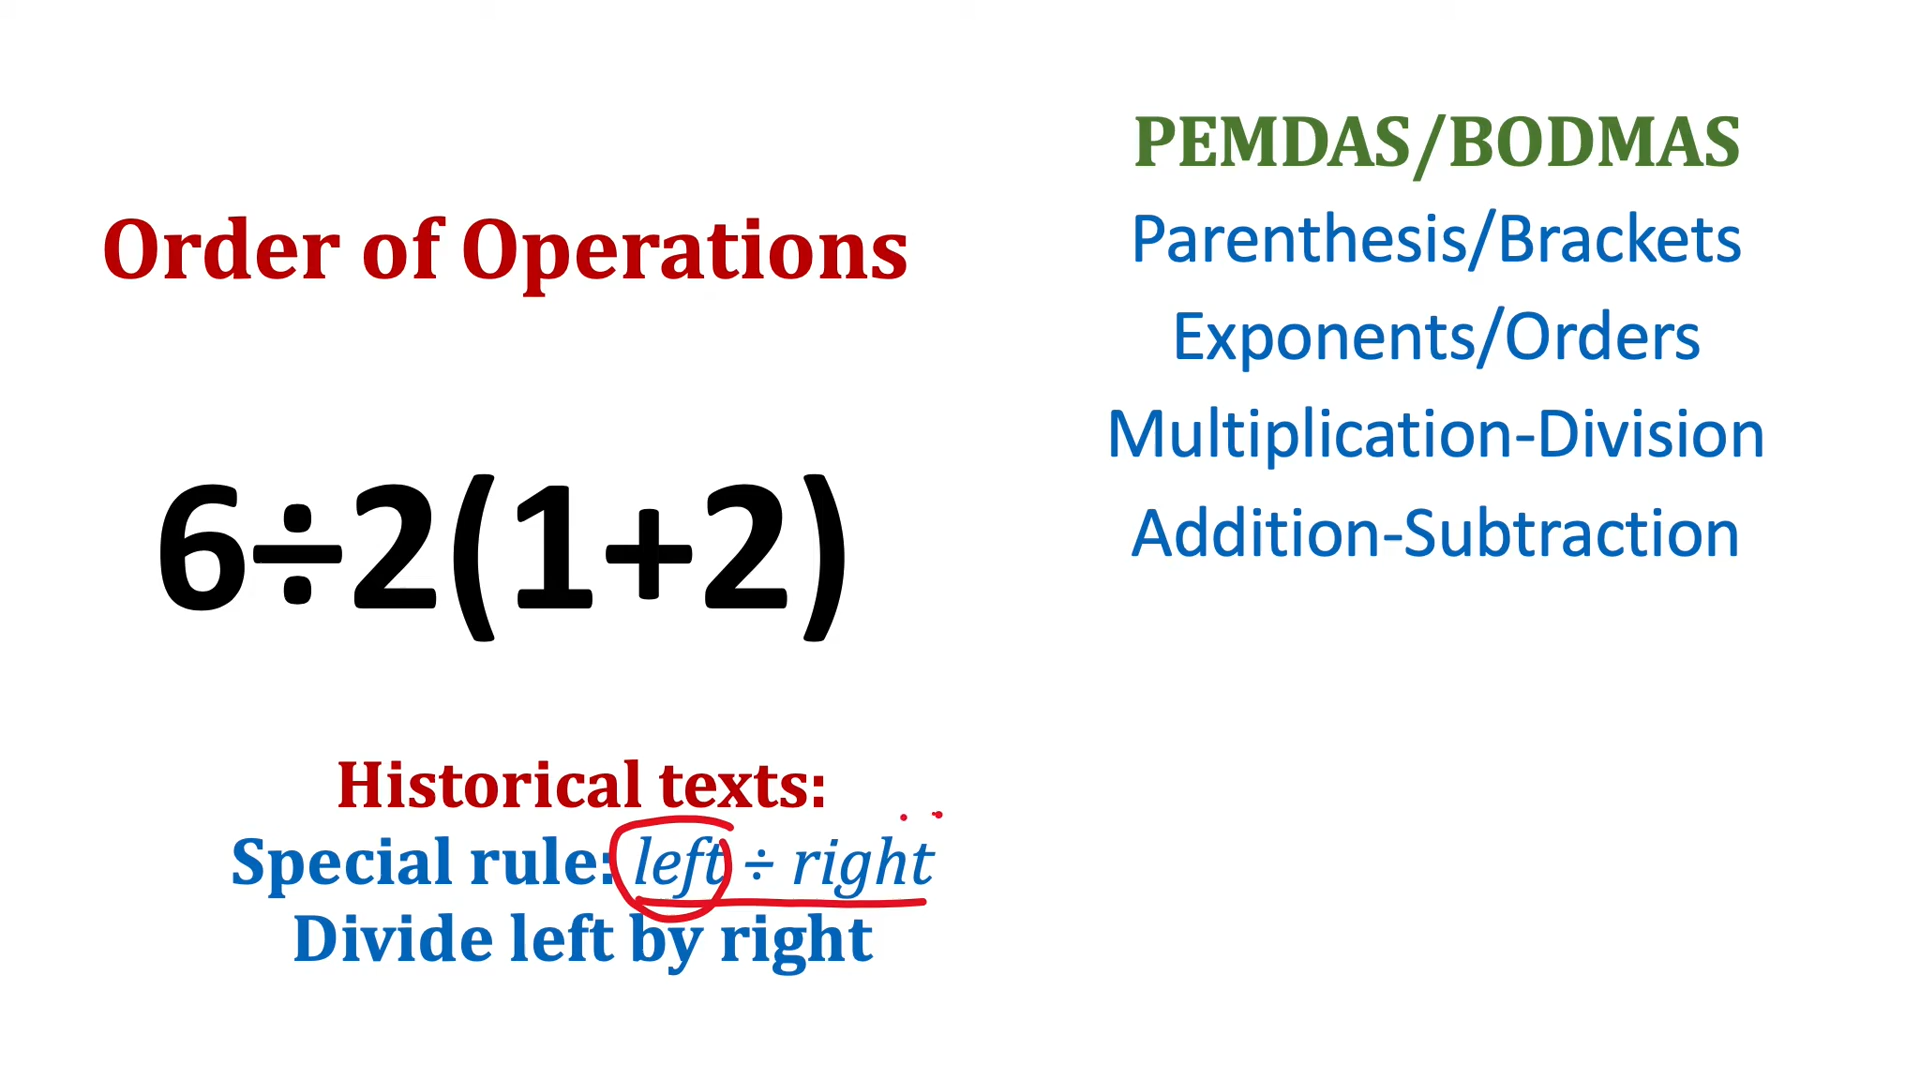 Order of Operations
6÷2(1+2)
Historical texts:
Special rule: left ÷ right
Divide left by right
PEMDAS/BODMAS
Parenthesis/Brackets
Exponents/Orders
Multiplication-Division
Addition-Subtraction